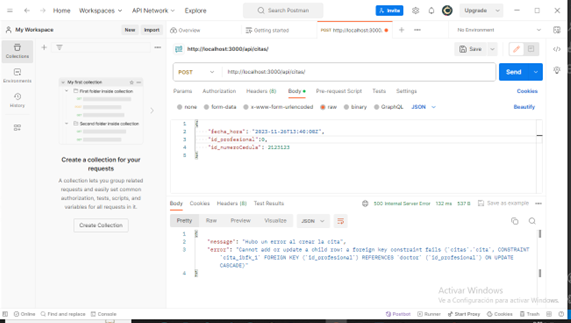 Home Workspaces API Network Explore
Search Postman
Invite
Upgrade
My Workspace
New Import
Overview
Getting started
POST http://localhost:3000
No Environment
Collections
Environments
History
My first collection
First folder inside collection
Second folder inside collection
Create a collection for your
requests
A collection lets you group related
requests and easily set common
authorization, tests, scripts, and
variables for all requests in it.
Create Collection
http://localhost:3000/api/citas/
Save
POST
http://localhost:3000/api/citas/
Send
Params Authorization Headers (8) Body Pre-request Script Tests Settings
Cookies
none form-data x-www-form-urlencoded raw binary GraphQL JSON
Beautify
1 {
2 "fecha_hora": "2023-11-26T13:40:00Z",
3 "id_profesional":0,
4 "id_numeroCedula": 2123123
5 }
Body Cookies Headers (8) Test Results
500 Internal Server Error 132 ms 537 B Save as example
Pretty Raw Preview Visualize JSON
1 {
2 "message": "Hubo un error al crear la cita",
3 "error": "Cannot add or update a child row: a foreign key constraint fails (`citas`.`cita`, CONSTRAINT
`cita_ibfk_1` FOREIGN KEY (`id_profesional`) REFERENCES `doctor` (`id_profesional`) ON UPDATE
CASCADE)"
4 }
Activar Windows
Ve a Configuración para activar Windows.
Online Find and replace Console
Postbot Runner Start Proxy Cookies Trash